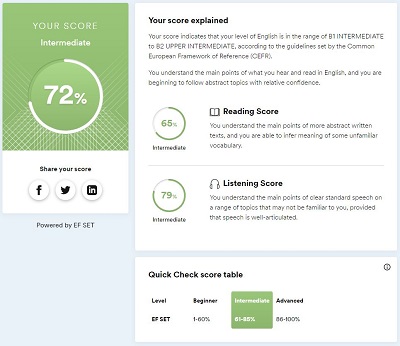 YOUR SCORE
Intermediate
72%
Share your score
Powered by EF SET
Your score explained
Your score indicates that your level of English is in the range of B1 INTERMEDIATE
to B2 UPPER INTERMEDIATE, according to the guidelines set by the Common
European Framework of Reference (CEFR).
You understand the main points of what you hear and read in English, and you are
beginning to follow abstract topics with relative confidence.
65%
Intermediate
Reading Score
You understand the main points of more abstract written
texts, and you are able to infer meaning of some unfamiliar
vocabulary.
79%
Intermediate
Listening Score
You understand the main points of clear standard speech on
a range of topics that may not be familiar to you, provided
that speech is well-articulated.
Quick Check score table
Level Beginner Intermediate Advanced
EF SET 1-60% 61-85% 86-100%